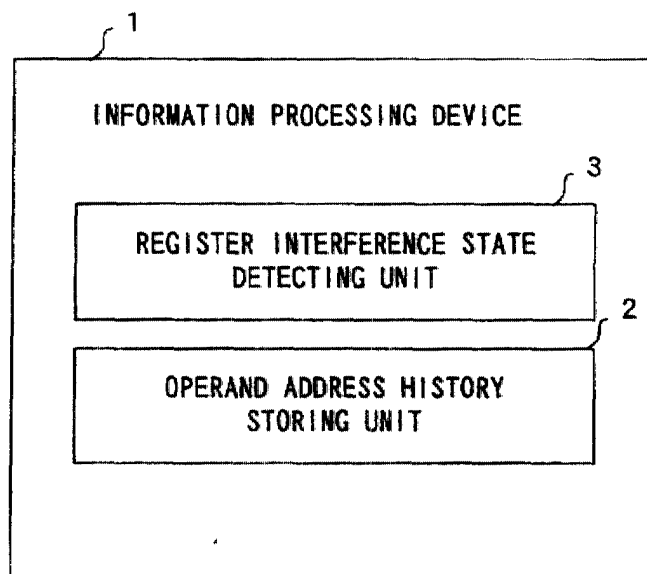 1
INFORMATION PROCESSING DEVICE
3
REGISTER INTERFERENCE STATE
DETECTING UNIT
2
OPERAND ADDRESS HISTORY
STORING UNIT